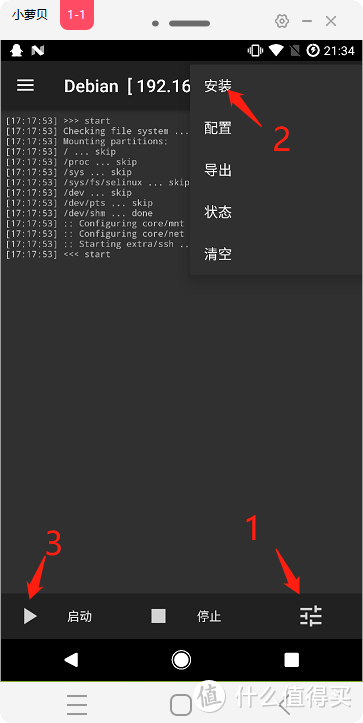 小萝贝
1-1
21:34
Debian [ 192.16
安装
配置
导出
状态
清空
2
[17:17:53] >>> start
[17:17:53] Checking file system ...
[17:17:53] Mounting partitions:
[17:17:53] / ... skip
[17:17:53] /proc ... skip
[17:17:53] /sys ... skip
[17:17:53] /sys/fs/selinux ... skip
[17:17:53] /dev ... skip
[17:17:53] /dev/pts ... skip
[17:17:53] /dev/shm ... done
[17:17:53] :: Configuring core/mnt
[17:17:53] :: Configuring core/net
[17:17:53] :: Starting extra/ssh ..
[17:17:53] <<< start
3
1
启动
停止
值 什么值得买